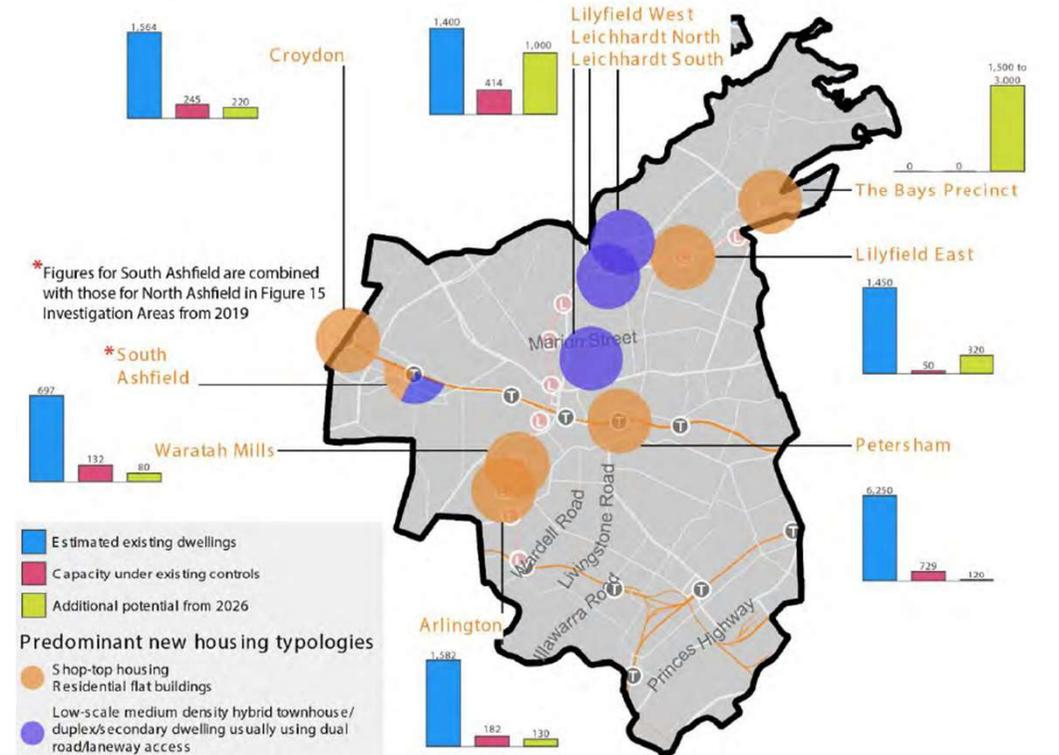 Lilyfield West
Leichhardt North
Leichhardt South
Croydon
1,564
245
220
1,400
414
1,000
1,500 to
3,000
0
0
The Bays Precinct
Lilyfield East
1,450
50
320
*Figures for South Ashfield are combined
with those for North Ashfield in Figure 15
Investigation Areas from 2019
*South
Ashfield
697
132
80
Waratah Mills
Petersham
6,250
729
120
Marion Street
L
L
L
L
L
L
L
T
T
T
T
T
T
T
T
T
Wardell Road
Livingstone Road
Illawarra Road
Princes Highway
Arlington
1,582
182
130
Estimated existing dwellings
Capacity under existing controls
Additional potential from 2026
Predominant new housing typologies
Shop-top housing
Residential flat buildings
Low-scale medium density hybrid townhouse/
duplex/secondary dwelling usually using dual
road/laneway access